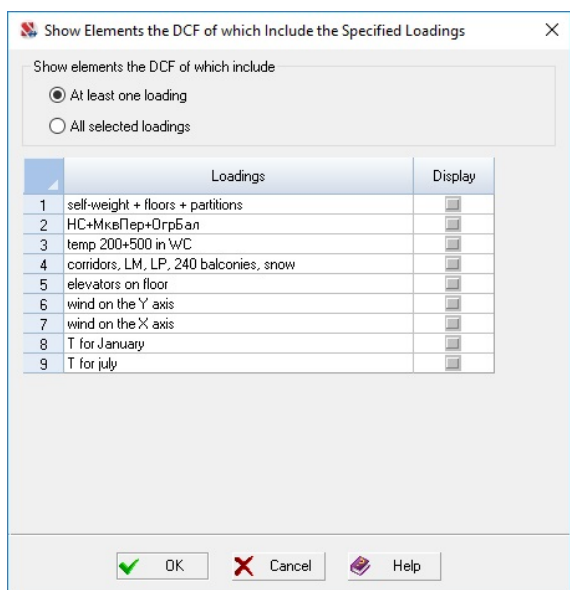 Show Elements the DCF of which Include the Specified Loadings
Show elements the DCF of which include
At least one loading
All selected loadings
Loadings Display
1 self-weight + floors + partitions
2 НС+МквПер+ОгрБал
3 temp 200+500 in WC
4 corridors, LM, LP, 240 balconies, snow
5 elevators on floor
6 wind on the Y axis
7 wind on the X axis
8 T for January
9 T for july
OK Cancel Help